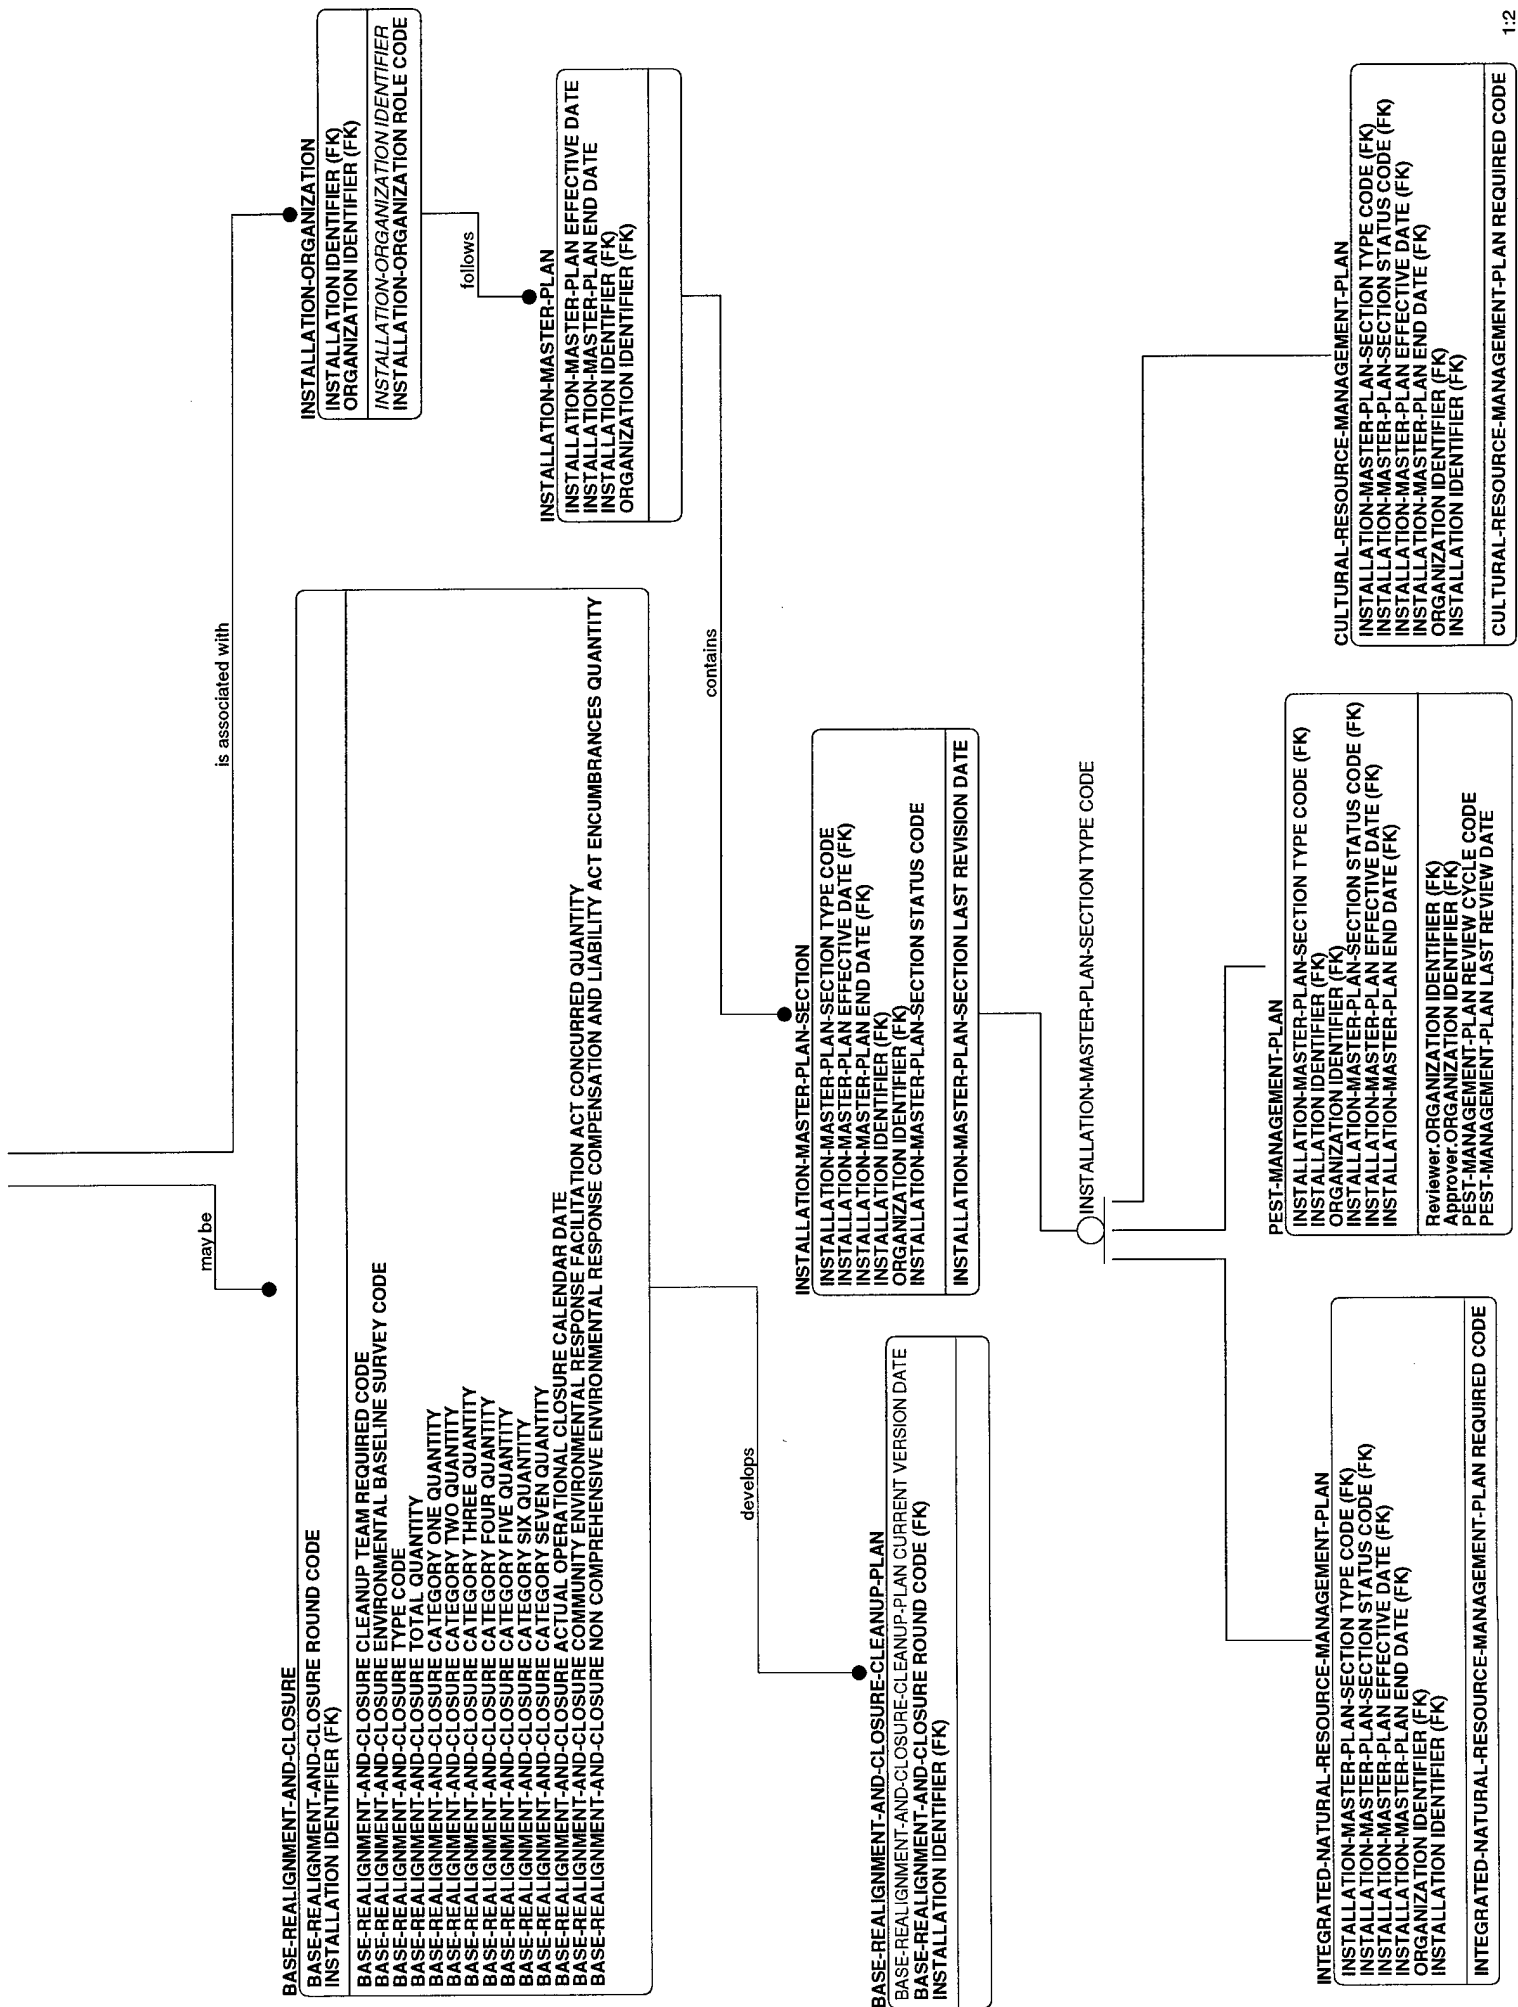 may be
is associated with
BASE-REALIGNMENT-AND-CLOSURE
BASE-REALIGNMENT-AND-CLOSURE ROUND CODE
INSTALLATION IDENTIFIER (FK)
BASE-REALIGNMENT-AND-CLOSURE CLEANUP TEAM REQUIRED CODE
BASE-REALIGNMENT-AND-CLOSURE ENVIRONMENTAL BASELINE SURVEY CODE
BASE-REALIGNMENT-AND-CLOSURE TYPE CODE
BASE-REALIGNMENT-AND-CLOSURE TOTAL QUANTITY
BASE-REALIGNMENT-AND-CLOSURE CATEGORY ONE QUANTITY
BASE-REALIGNMENT-AND-CLOSURE CATEGORY TWO QUANTITY
BASE-REALIGNMENT-AND-CLOSURE CATEGORY THREE QUANTITY
BASE-REALIGNMENT-AND-CLOSURE CATEGORY FOUR QUANTITY
BASE-REALIGNMENT-AND-CLOSURE CATEGORY FIVE QUANTITY
BASE-REALIGNMENT-AND-CLOSURE CATEGORY SIX QUANTITY
BASE-REALIGNMENT-AND-CLOSURE CATEGORY SEVEN QUANTITY
BASE-REALIGNMENT-AND-CLOSURE ACTUAL OPERATIONAL CLOSURE CALENDAR DATE
BASE-REALIGNMENT-AND-CLOSURE COMMUNITY ENVIRONMENTAL RESPONSE FACILITATION ACT CONCURRED QUANTITY
BASE-REALIGNMENT-AND-CLOSURE NON COMPREHENSIVE ENVIRONMENTAL RESPONSE COMPENSATION AND LIABILITY ACT ENCUMBRANCES QUANTITY
INSTALLATION-ORGANIZATION
INSTALLATION IDENTIFIER (FK)
ORGANIZATION IDENTIFIER (FK)
INSTALLATION-ORGANIZATION IDENTIFIER
INSTALLATION-ORGANIZATION ROLE CODE
follows
INSTALLATION-MASTER-PLAN
INSTALLATION-MASTER-PLAN EFFECTIVE DATE
INSTALLATION-MASTER-PLAN END DATE
INSTALLATION IDENTIFIER (FK)
ORGANIZATION IDENTIFIER (FK)
develops
contains
BASE-REALIGNMENT-AND-CLOSURE-CLEANUP-PLAN
BASE-REALIGNMENT-AND-CLOSURE-CLEANUP-PLAN CURRENT VERSION DATE
BASE-REALIGNMENT-AND-CLOSURE ROUND CODE (FK)
INSTALLATION IDENTIFIER (FK)
INSTALLATION-MASTER-PLAN-SECTION
INSTALLATION-MASTER-PLAN-SECTION TYPE CODE
INSTALLATION-MASTER-PLAN EFFECTIVE DATE (FK)
INSTALLATION-MASTER-PLAN END DATE (FK)
INSTALLATION IDENTIFIER (FK)
ORGANIZATION IDENTIFIER (FK)
INSTALLATION-MASTER-PLAN-SECTION STATUS CODE
INSTALLATION-MASTER-PLAN-SECTION LAST REVISION DATE
INSTALLATION-MASTER-PLAN-SECTION TYPE CODE
INTEGRATED-NATURAL-RESOURCE-MANAGEMENT-PLAN
INSTALLATION-MASTER-PLAN-SECTION TYPE CODE (FK)
INSTALLATION-MASTER-PLAN-SECTION STATUS CODE (FK)
INSTALLATION-MASTER-PLAN EFFECTIVE DATE (FK)
INSTALLATION-MASTER-PLAN END DATE (FK)
ORGANIZATION IDENTIFIER (FK)
INSTALLATION IDENTIFIER (FK)
INTEGRATED-NATURAL-RESOURCE-MANAGEMENT-PLAN REQUIRED CODE
PEST-MANAGEMENT-PLAN
INSTALLATION-MASTER-PLAN-SECTION TYPE CODE (FK)
INSTALLATION IDENTIFIER (FK)
ORGANIZATION IDENTIFIER (FK)
INSTALLATION-MASTER-PLAN-SECTION STATUS CODE (FK)
INSTALLATION-MASTER-PLAN EFFECTIVE DATE (FK)
INSTALLATION-MASTER-PLAN END DATE (FK)
Reviewer.ORGANIZATION IDENTIFIER (FK)
Approver.ORGANIZATION IDENTIFIER (FK)
PEST-MANAGEMENT-PLAN REVIEW CYCLE CODE
PEST-MANAGEMENT-PLAN LAST REVIEW DATE
CULTURAL-RESOURCE-MANAGEMENT-PLAN
INSTALLATION-MASTER-PLAN-SECTION TYPE CODE (FK)
INSTALLATION-MASTER-PLAN-SECTION STATUS CODE (FK)
INSTALLATION-MASTER-PLAN EFFECTIVE DATE (FK)
INSTALLATION-MASTER-PLAN END DATE (FK)
ORGANIZATION IDENTIFIER (FK)
INSTALLATION IDENTIFIER (FK)
CULTURAL-RESOURCE-MANAGEMENT-PLAN REQUIRED CODE
1:2